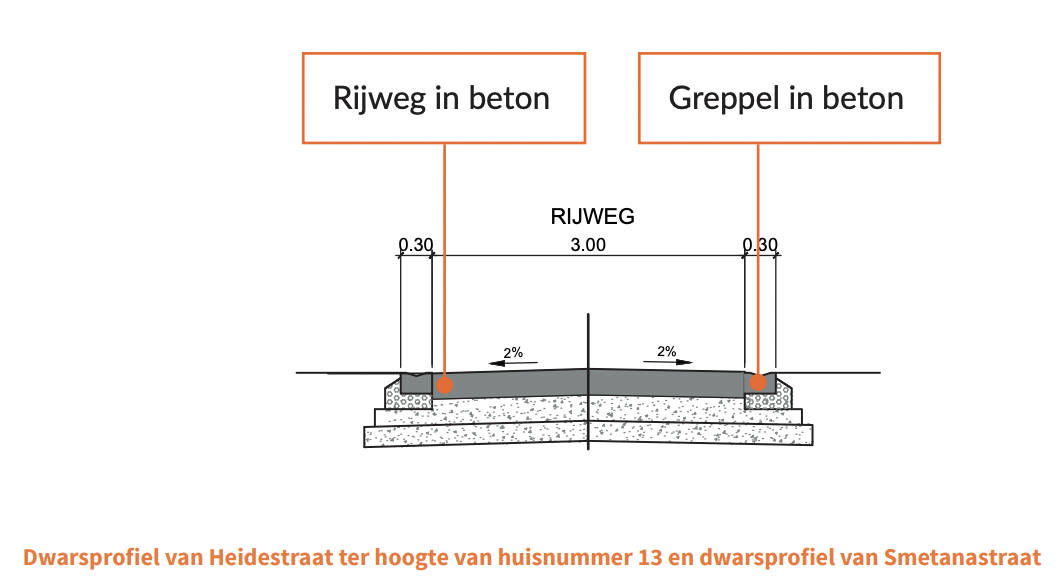 Rijweg in beton
Greppel in beton
RIJWEG
0.30 3.00 0.30
2% 2%
Dwarsprofiel van Heidestraat ter hoogte van huisnummer 13 en dwarsprofiel van Smetanastraat